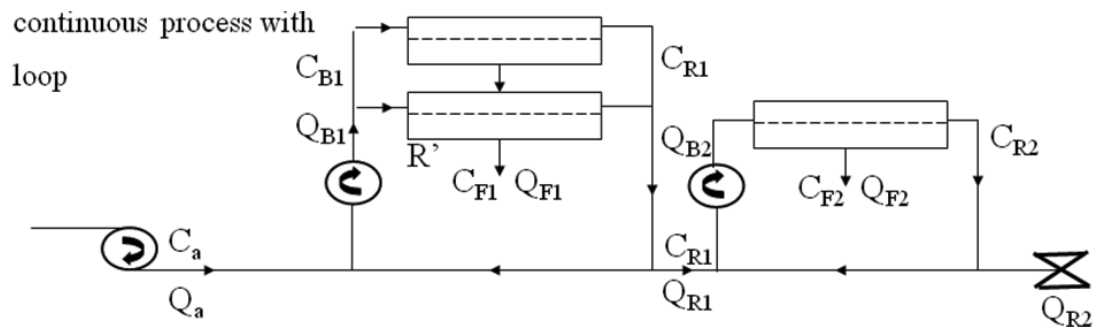 continuous process with
loop
C_B1
C_R1
Q_B1
R’
C_F1 Q_F1
Q_B2
C_R2
C_F2 Q_F2
C_a
C_R1
Q_a
Q_R1
Q_R2